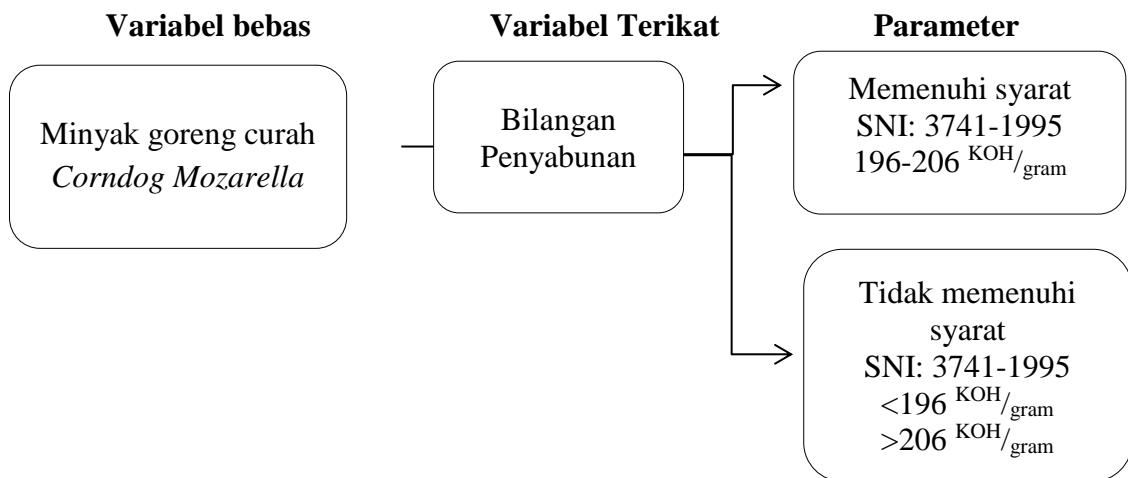 Variabel bebas
Variabel Terikat
Parameter
Minyak goreng curah
Corndog Mozarella
Bilangan
Penyabunan
Memenuhi syarat
SNI: 3741-1995
196-206 KOH/gram
Tidak memenuhi
syarat
SNI: 3741-1995
<196 KOH/gram
>206 KOH/gram